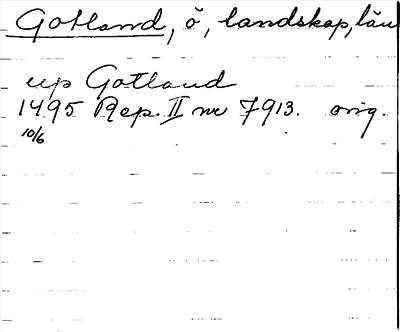 Gotland, ö, landskap, län
up Gotland
1495 Rep. II nr 7913. orig.
10/6